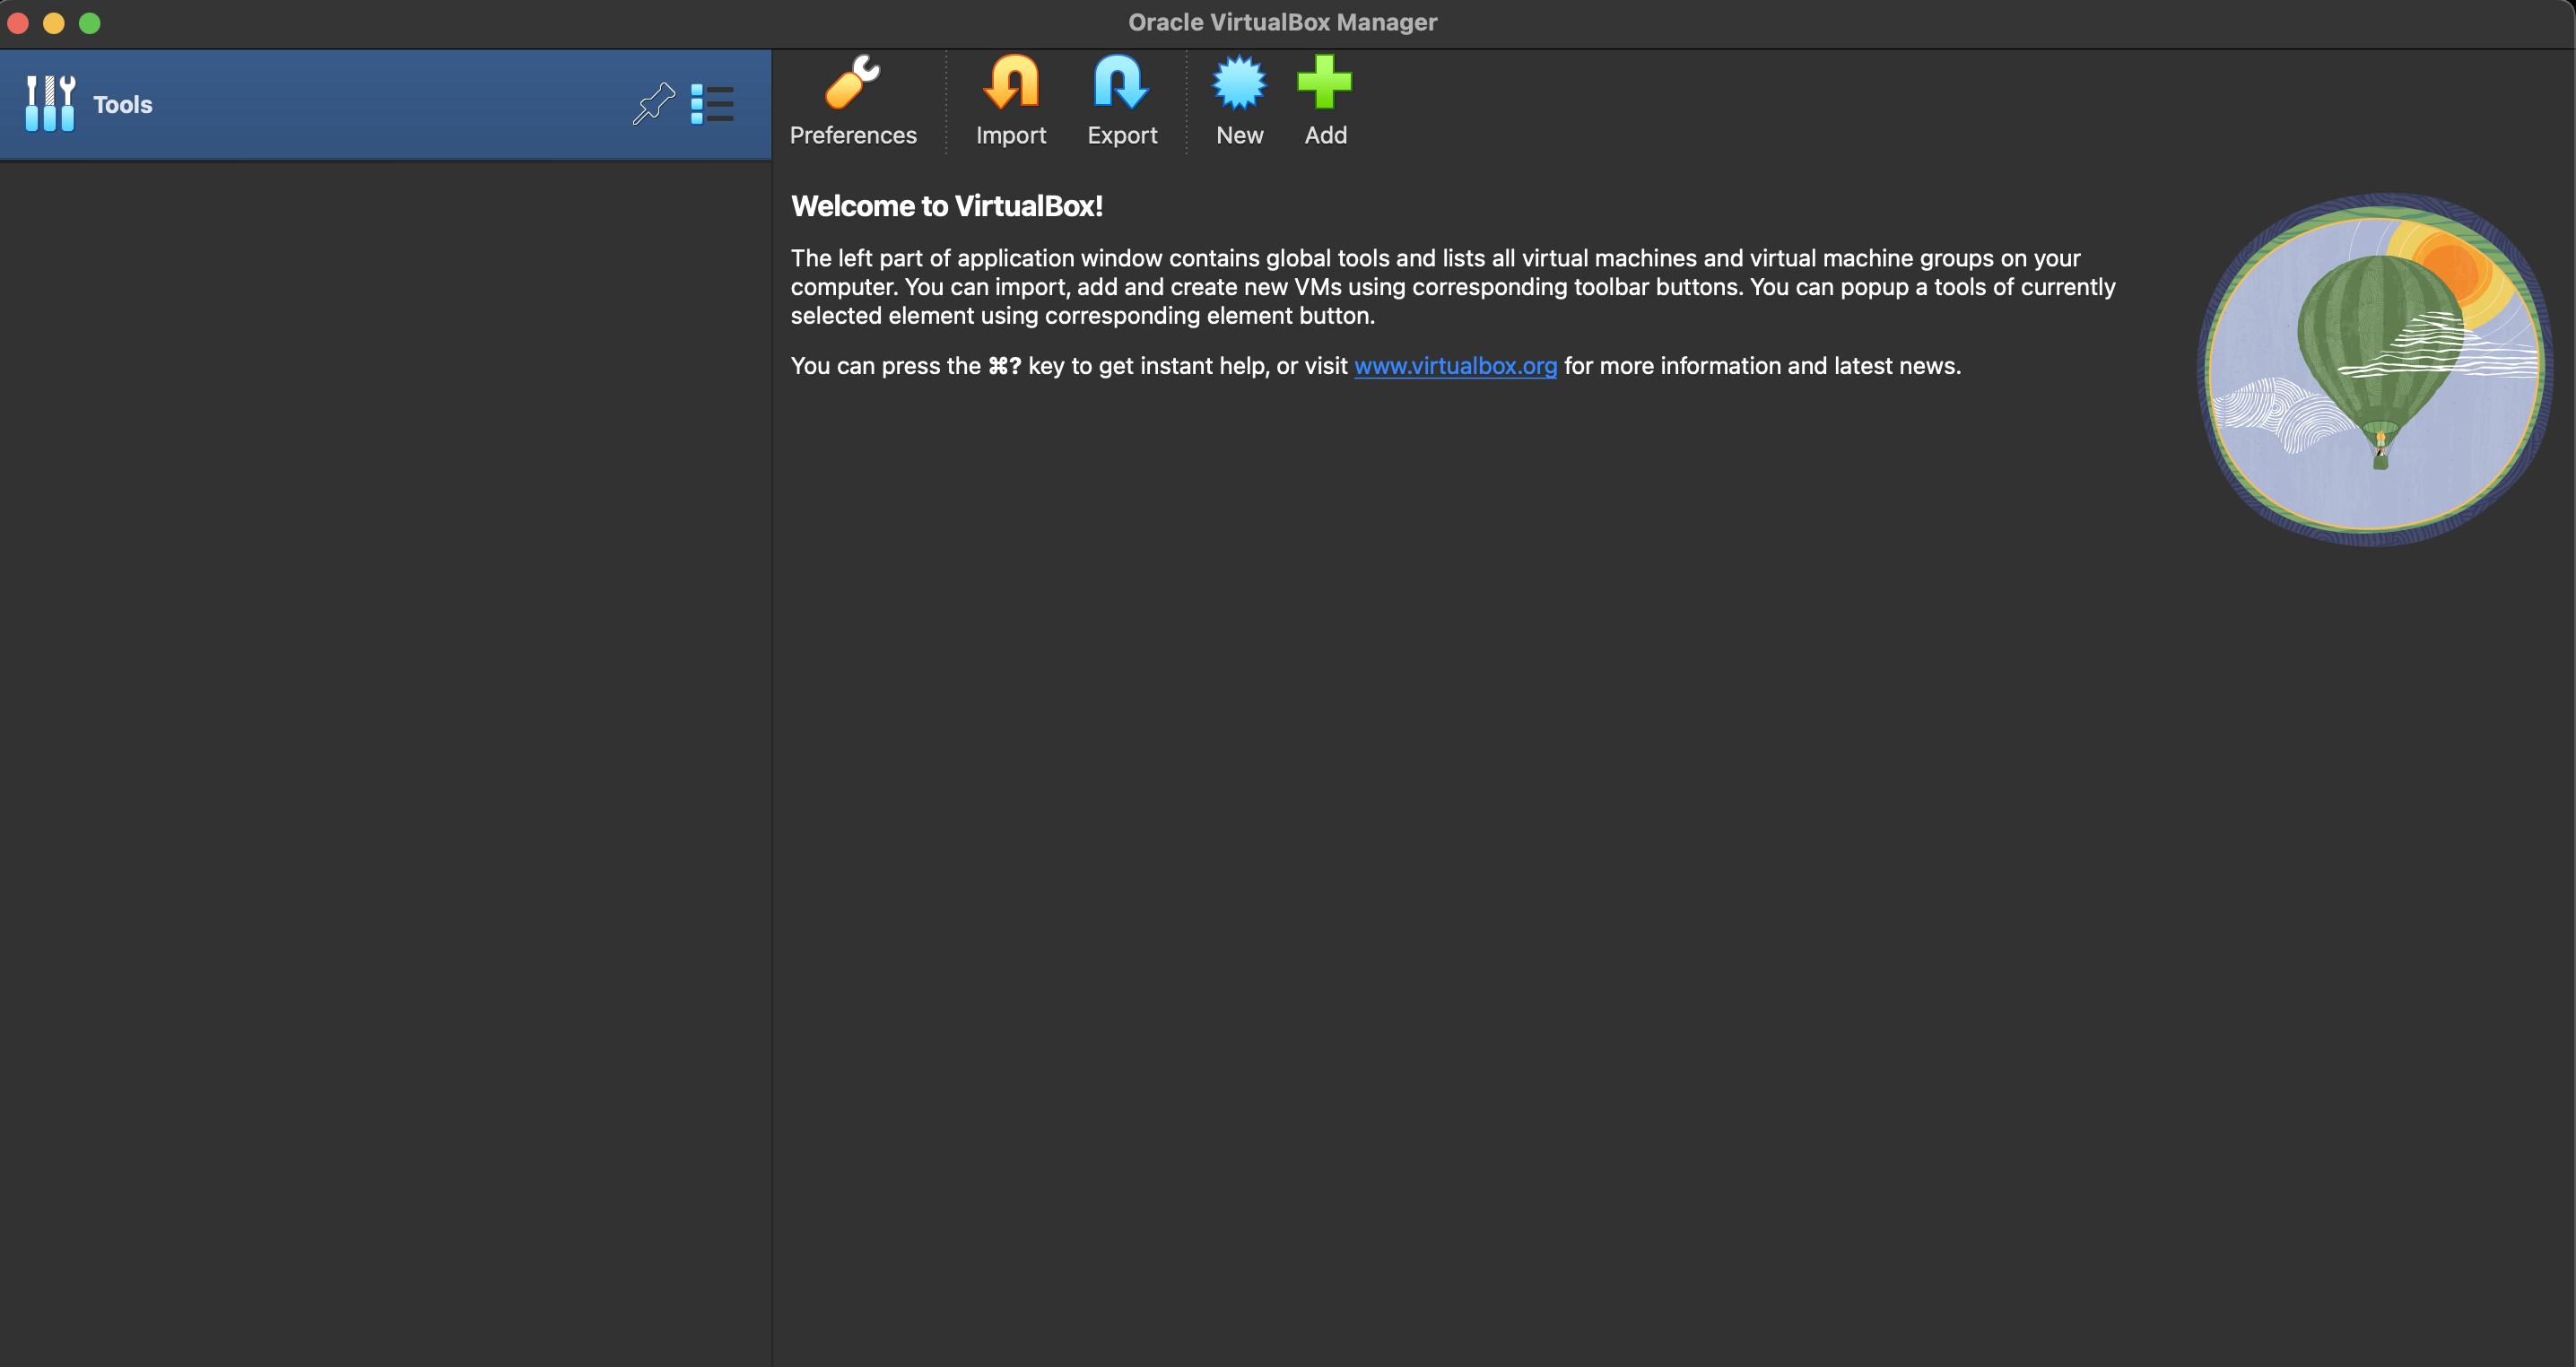 Oracle VirtualBox Manager
Tools
Preferences
Import
Export
New
Add
Welcome to VirtualBox!
The left part of application window contains global tools and lists all virtual machines and virtual machine groups on your
computer. You can import, add and create new VMs using corresponding toolbar buttons. You can popup a tools of currently
selected element using corresponding element button.
You can press the ⌘? key to get instant help, or visit www.virtualbox.org for more information and latest news.